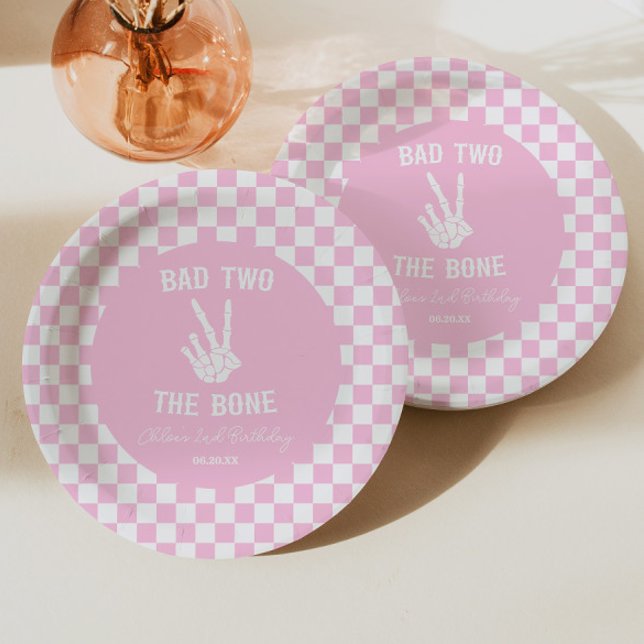 BAD TWO
THE BONE
Chloe's 2nd Birthday
06.20.XX
BAD TWO
THE BONE
Chloe's 2nd Birthday
06.20.XX